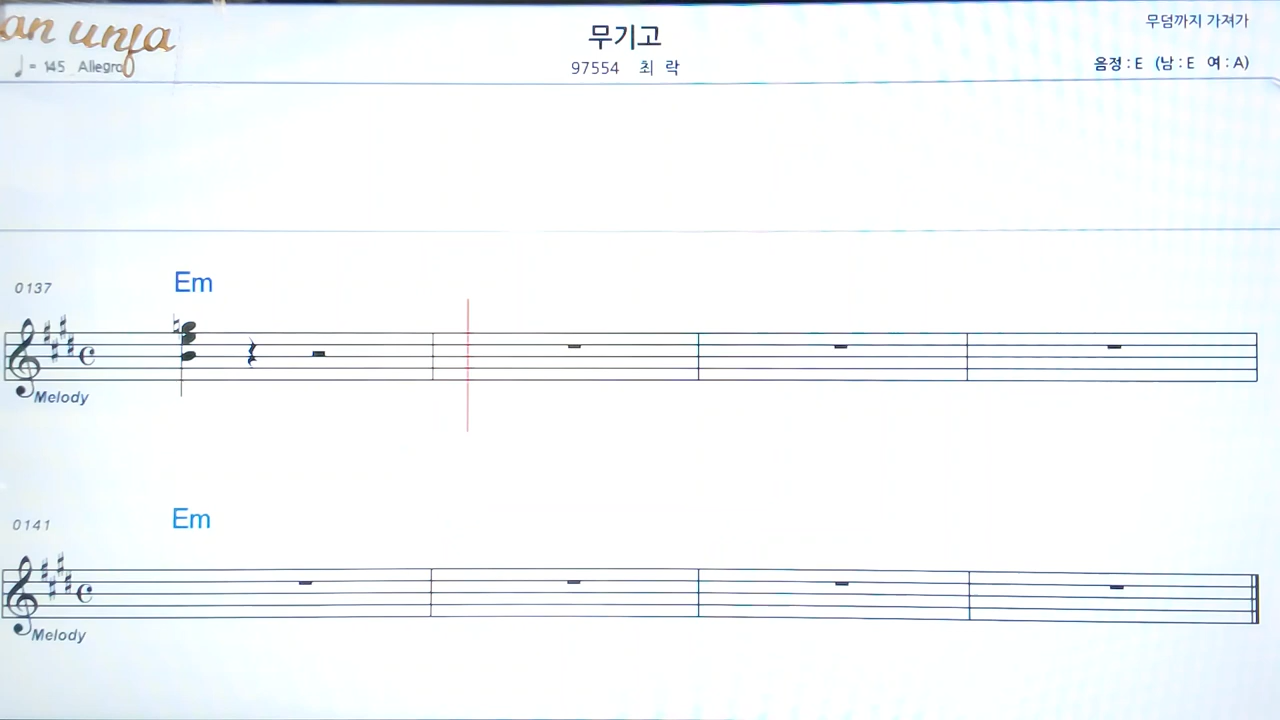 an unfa
♩ = 145 Allegro
무기고
97554 최 락
무덤까지 가져가
음정 : E (남 : E 여 : A)
0137
Em
Melody
0141
Em
Melody